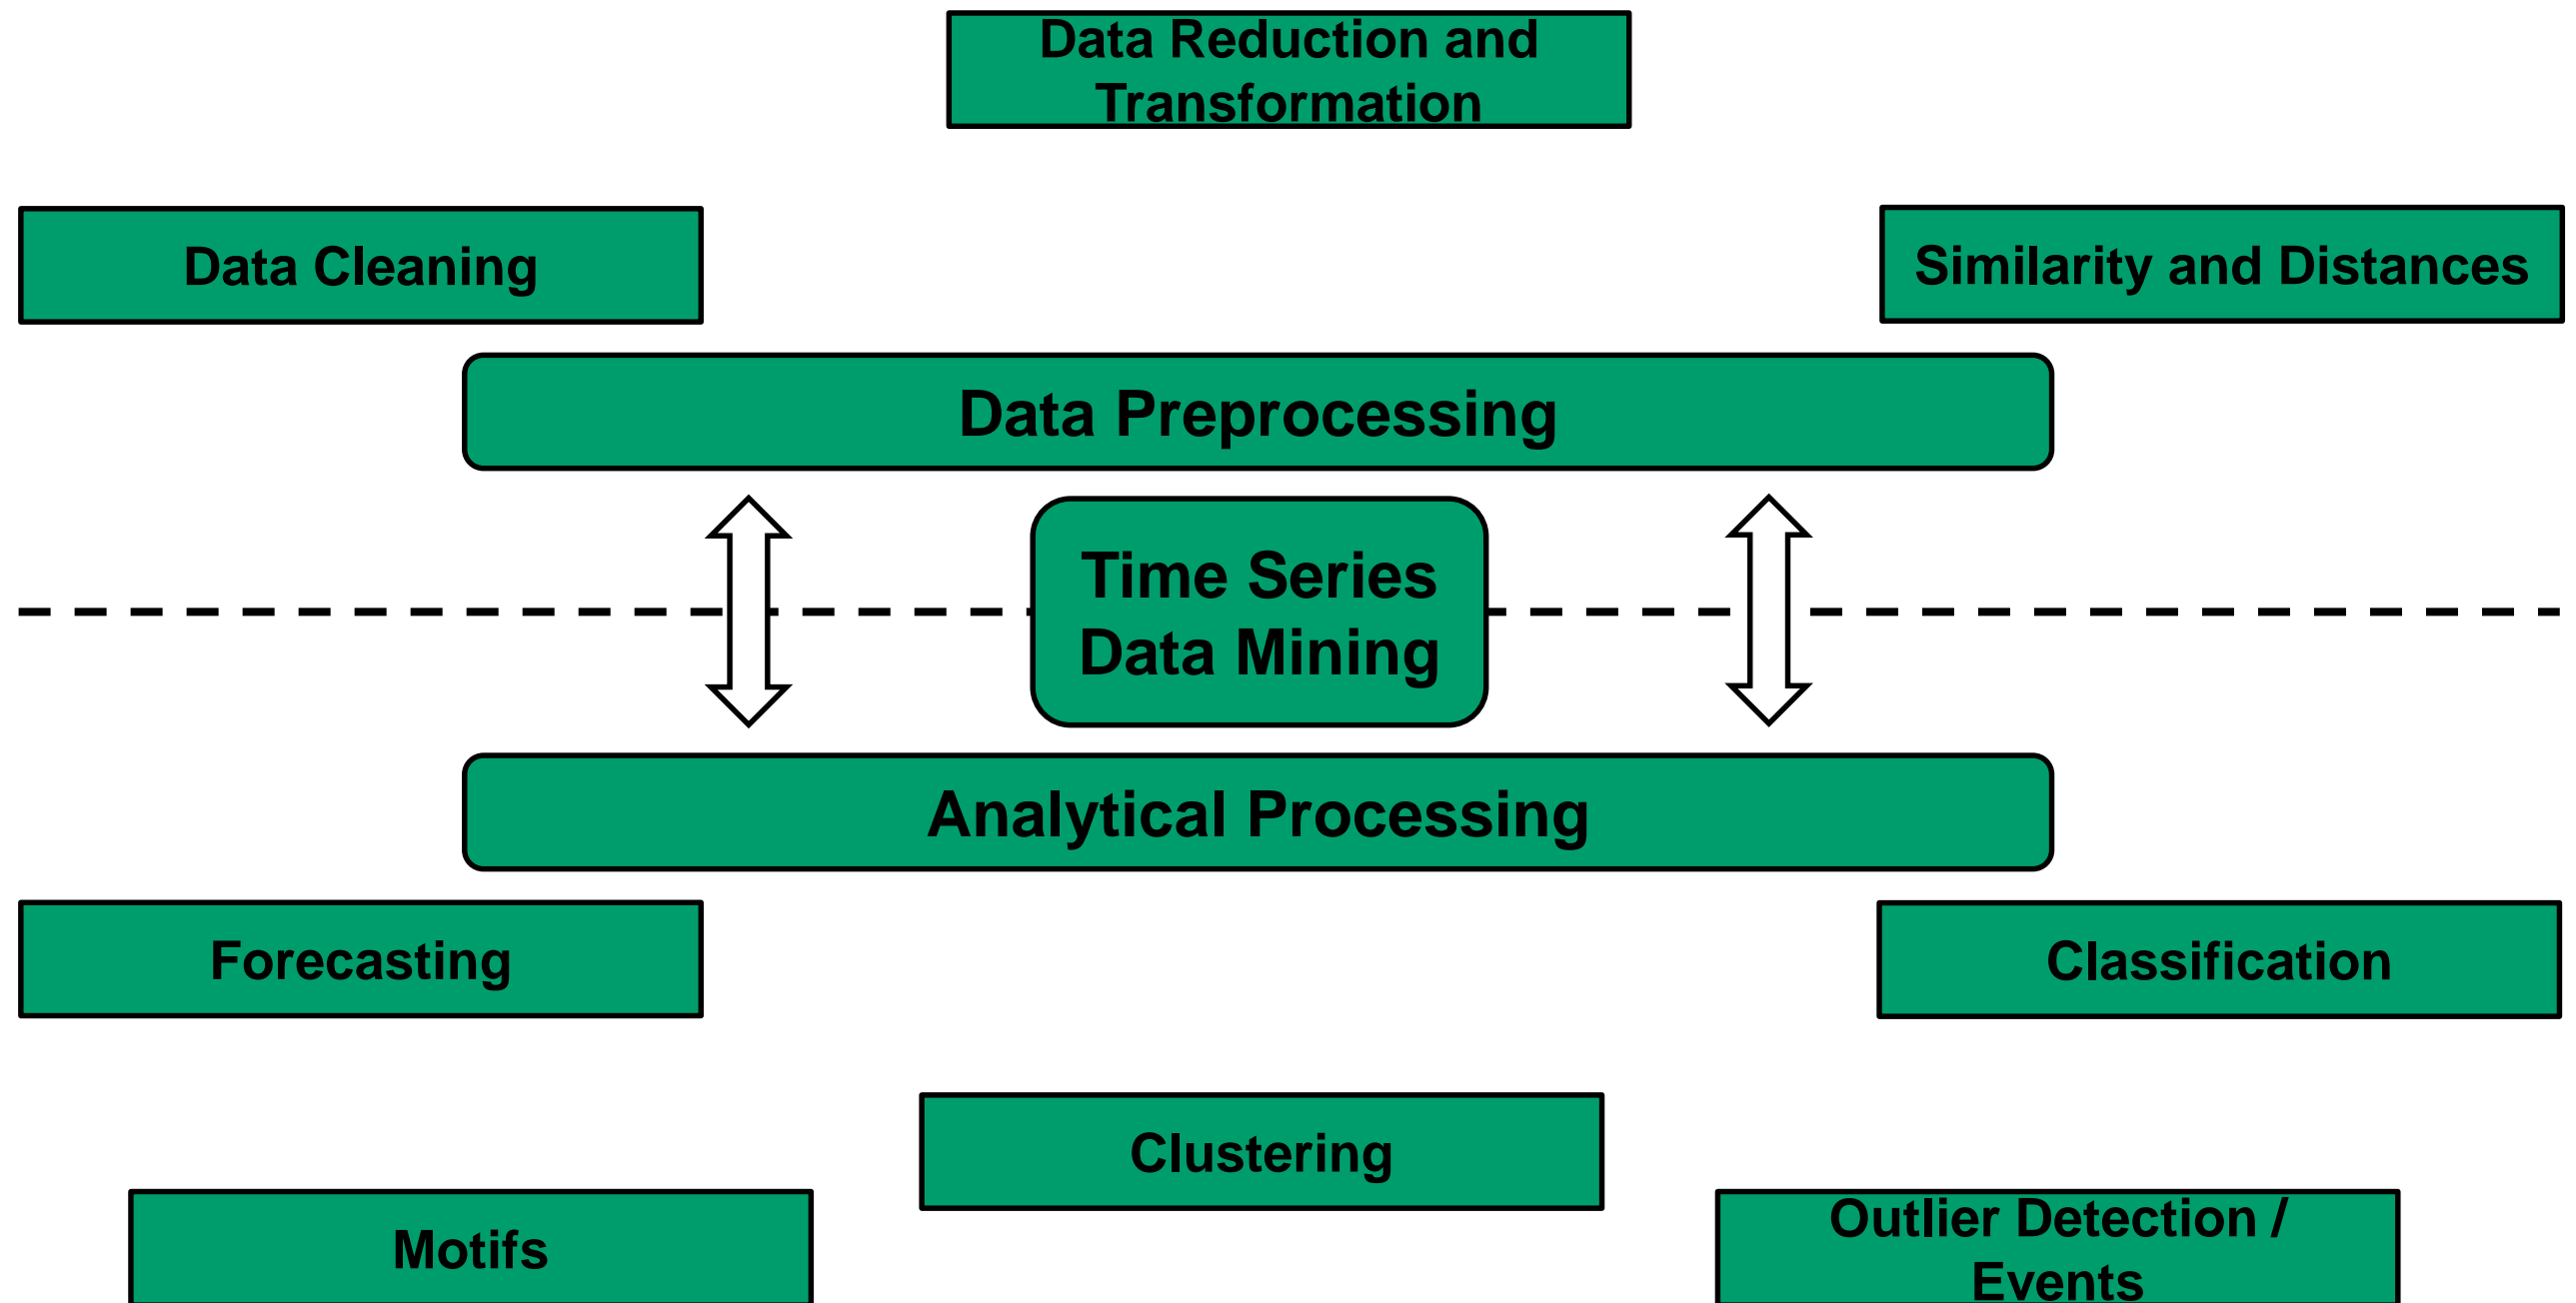 Data Reduction and
Transformation
Data Cleaning
Similarity and Distances
Data Preprocessing
Time Series
Data Mining
Analytical Processing
Forecasting
Classification
Clustering
Motifs
Outlier Detection /
Events